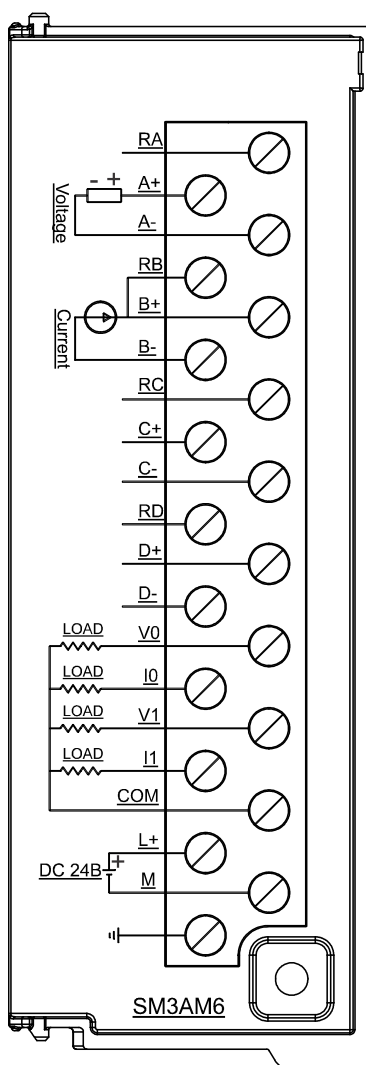 RA
- +
A+
Voltage
A-
RB
B+
Current
B-
RC
C+
C-
RD
D+
D-
LOAD
V0
LOAD
I0
LOAD
V1
LOAD
I1
COM
L+
+
DC 24B
M
SM3AM6